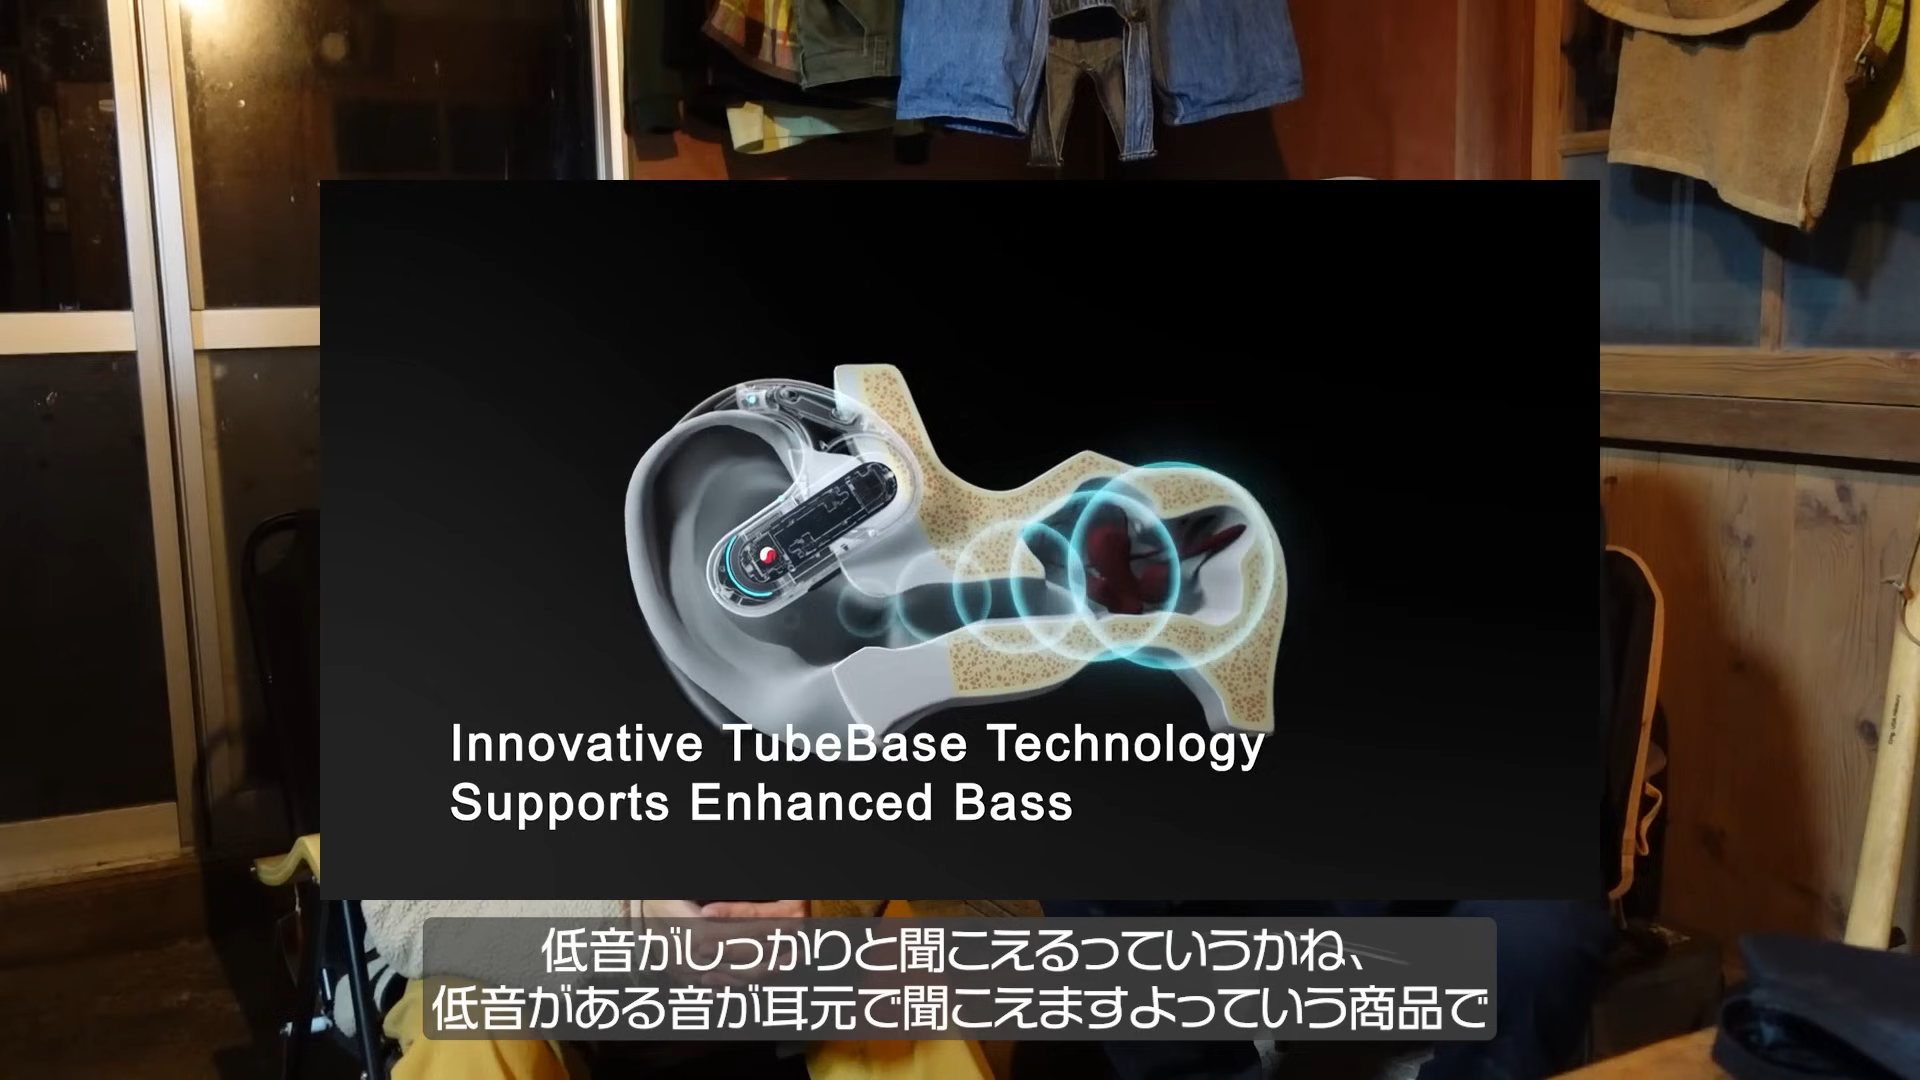 Innovative TubeBase Technology
Supports Enhanced Bass
低音がしっかりと聞こえるっていうかね、
低音がある音が耳元で聞こえますよっていう商品で